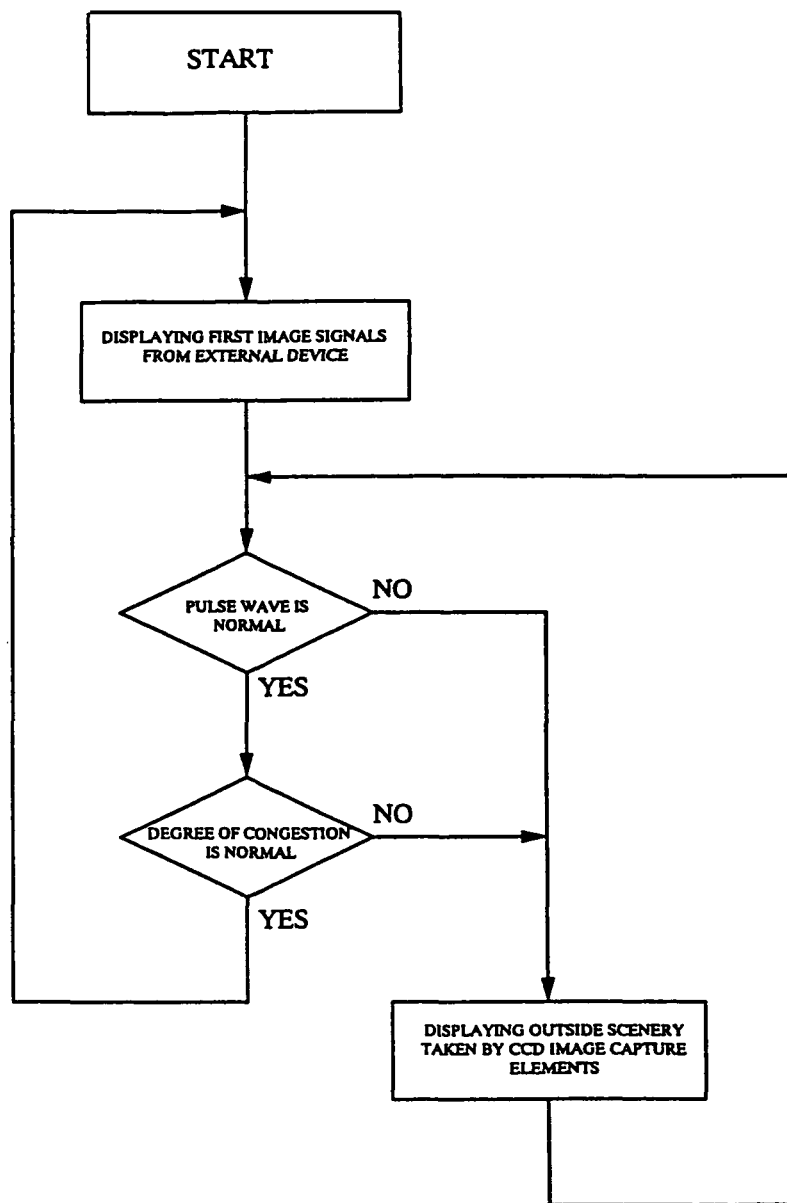 START
DISPLAYING FIRST IMAGE SIGNALS
FROM EXTERNAL DEVICE
PULSE WAVE IS
NORMAL
NO
YES
DEGREE OF CONGESTION
IS NORMAL
NO
YES
DISPLAYING OUTSIDE SCENERY
TAKEN BY CCD IMAGE CAPTURE
ELEMENTS